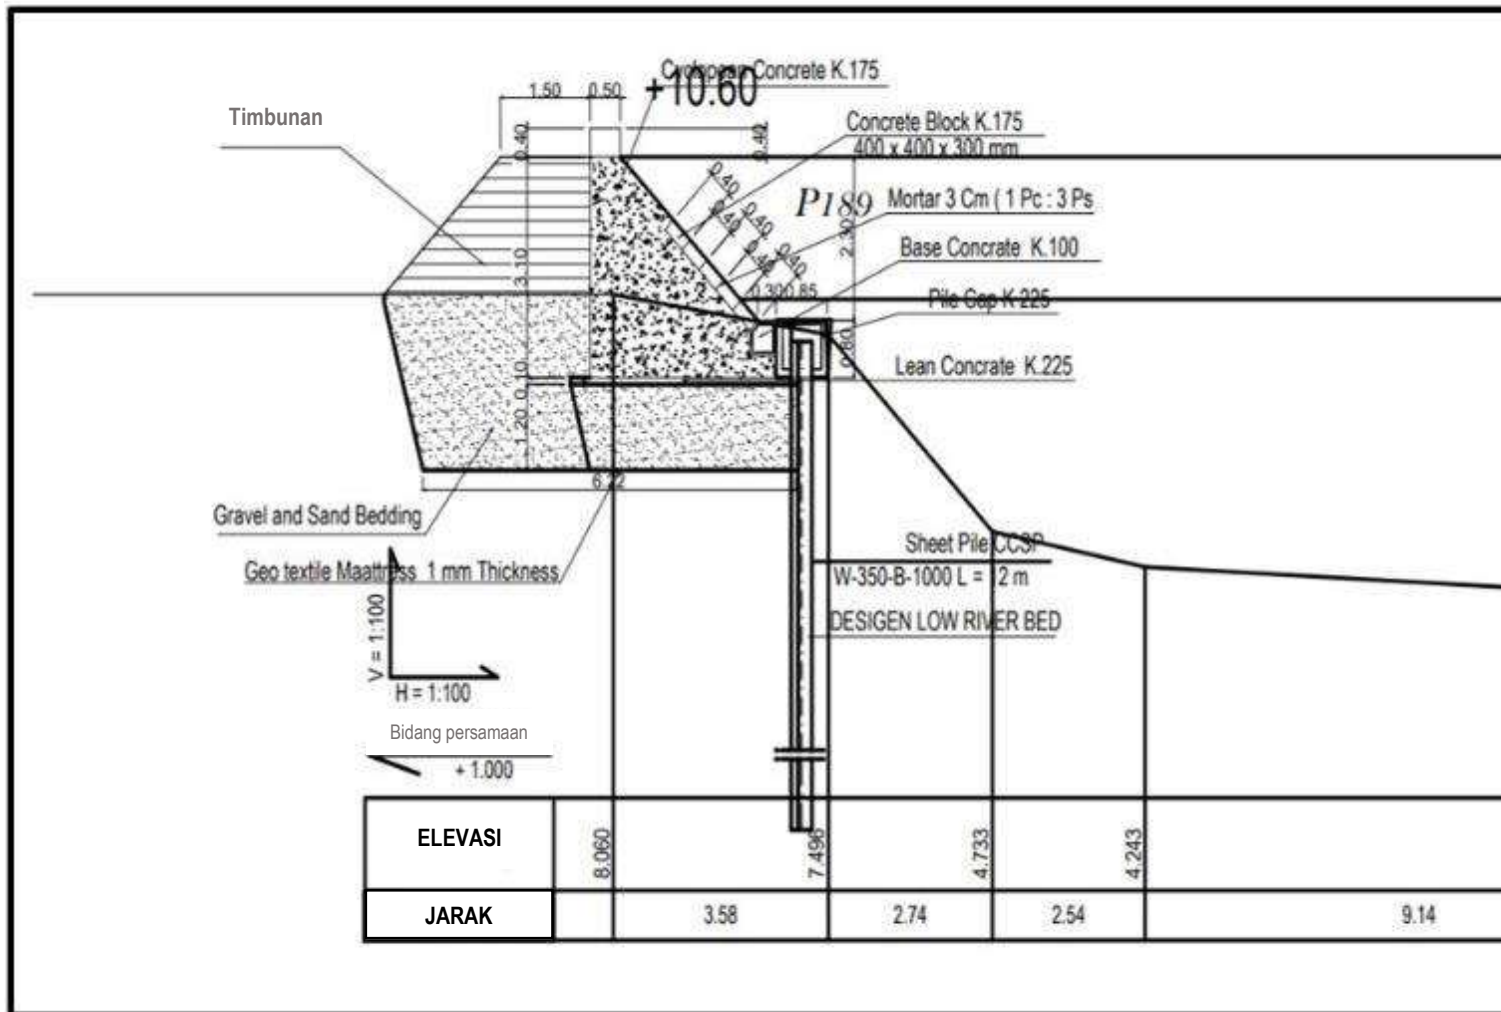 Cyclopean Concrete K.175
+10.60
1.50
0.50
Timbunan
Concrete Block K.175
400 x 400 x 300 mm
0.40
0.40
0.40
0.40
0.40
0.40
0.40
P189
Mortar 3 Cm ( 1 Pc : 3 Ps
2.30
Base Concrate K.100
3.10
0.30
0.85
Pile Cap K 225
0.60
Lean Concrate K.225
0.10
1.20
6.22
Gravel and Sand Bedding
Sheet Pile CCSP
Geo textile Maattress 1 mm Thickness
W-350-B-1000 L = 12 m
DESIGEN LOW RIVER BED
V = 1:100
H = 1:100
Bidang persamaan
+ 1.000
ELEVASI
8.060
7.496
4.733
4.243
JARAK
3.58
2.74
2.54
9.14